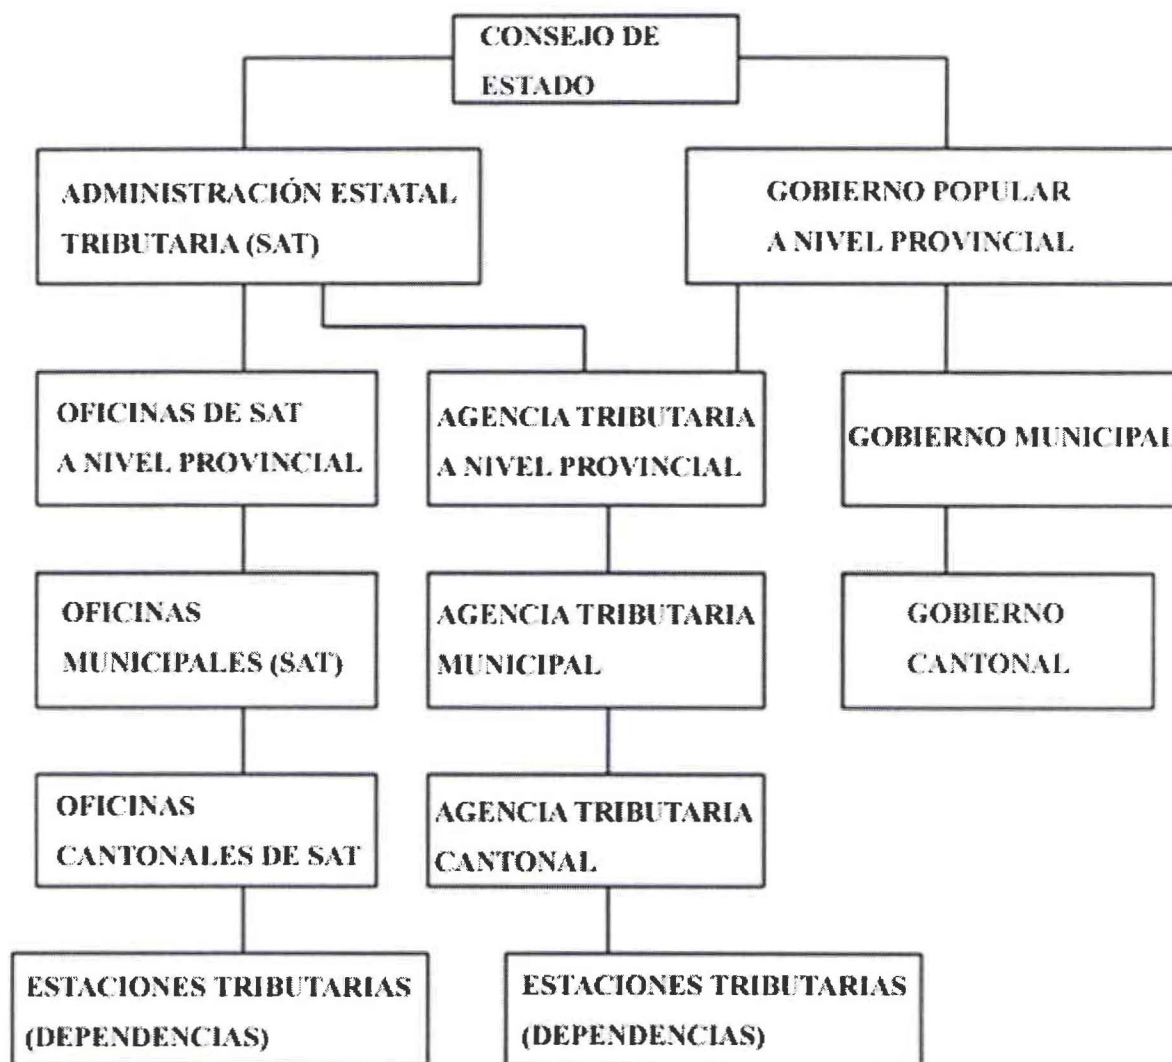 CONSEJO DE
ESTADO
ADMINISTRACIÓN ESTATAL
TRIBUTARIA (SAT)
GOBIERNO POPULAR
A NIVEL PROVINCIAL
OFICINAS DE SAT
A NIVEL PROVINCIAL
AGENCIA TRIBUTARIA
A NIVEL PROVINCIAL
GOBIERNO MUNICIPAL
OFICINAS
MUNICIPALES (SAT)
AGENCIA TRIBUTARIA
MUNICIPAL
GOBIERNO
CANTONAL
OFICINAS
CANTONALES DE SAT
AGENCIA TRIBUTARIA
CANTONAL
ESTACIONES TRIBUTARIAS
(DEPENDENCIAS)
ESTACIONES TRIBUTARIAS
(DEPENDENCIAS)